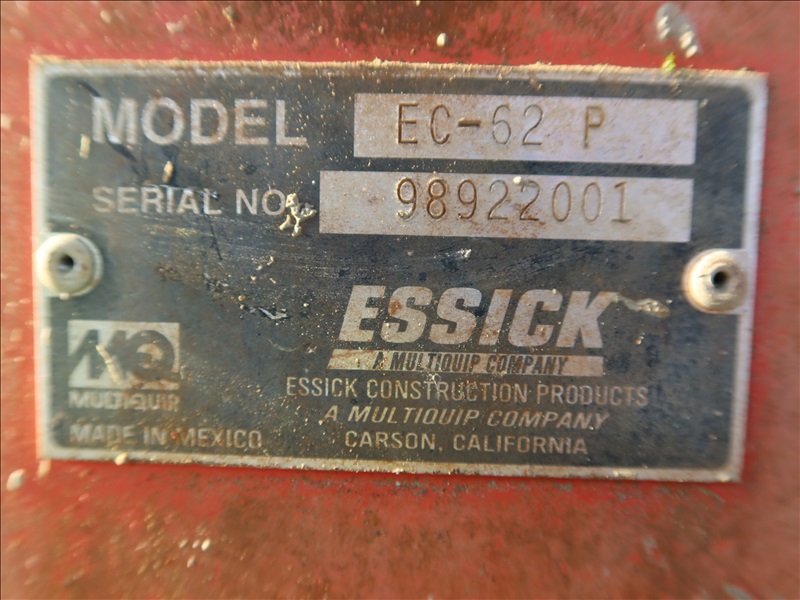 MODEL EC-62 P
SERIAL NO. 98922001
ESSICK
A MULTIQUIP COMPANY
MQ
MULTIQUIP
ESSICK CONSTRUCTION PRODUCTS
A MULTIQUIP COMPANY
MADE IN MEXICO
CARSON, CALIFORNIA